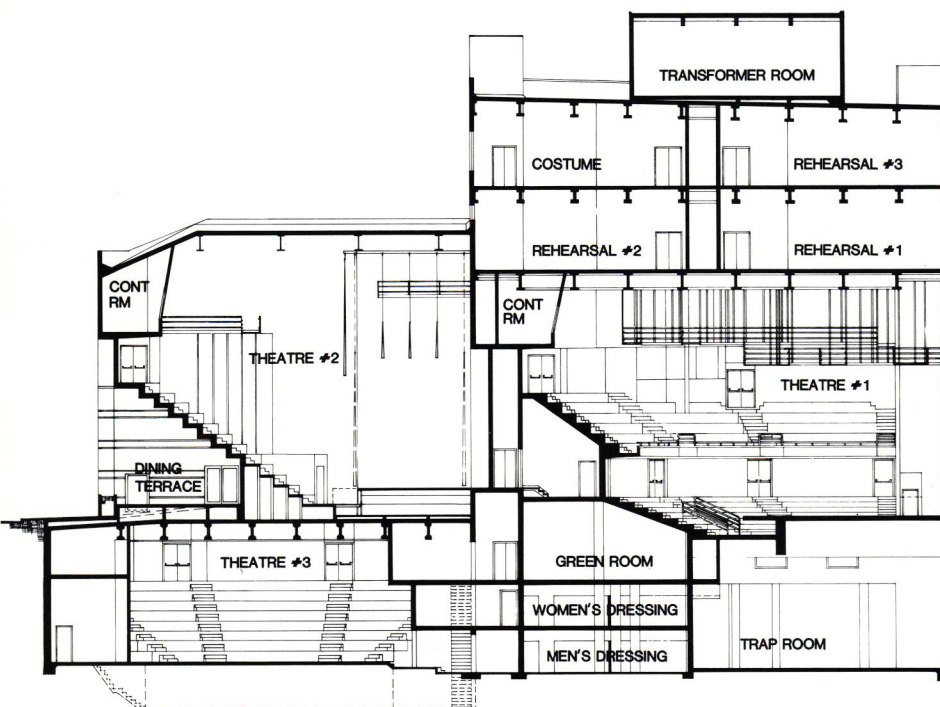 TRANSFORMER ROOM
COSTUME
REHEARSAL #3
REHEARSAL #2
REHEARSAL #1
CONT
RM
CONT
RM
THEATRE #2
THEATRE #1
DINING
TERRACE
THEATRE #3
GREEN ROOM
WOMEN'S DRESSING
MEN'S DRESSING
TRAP ROOM